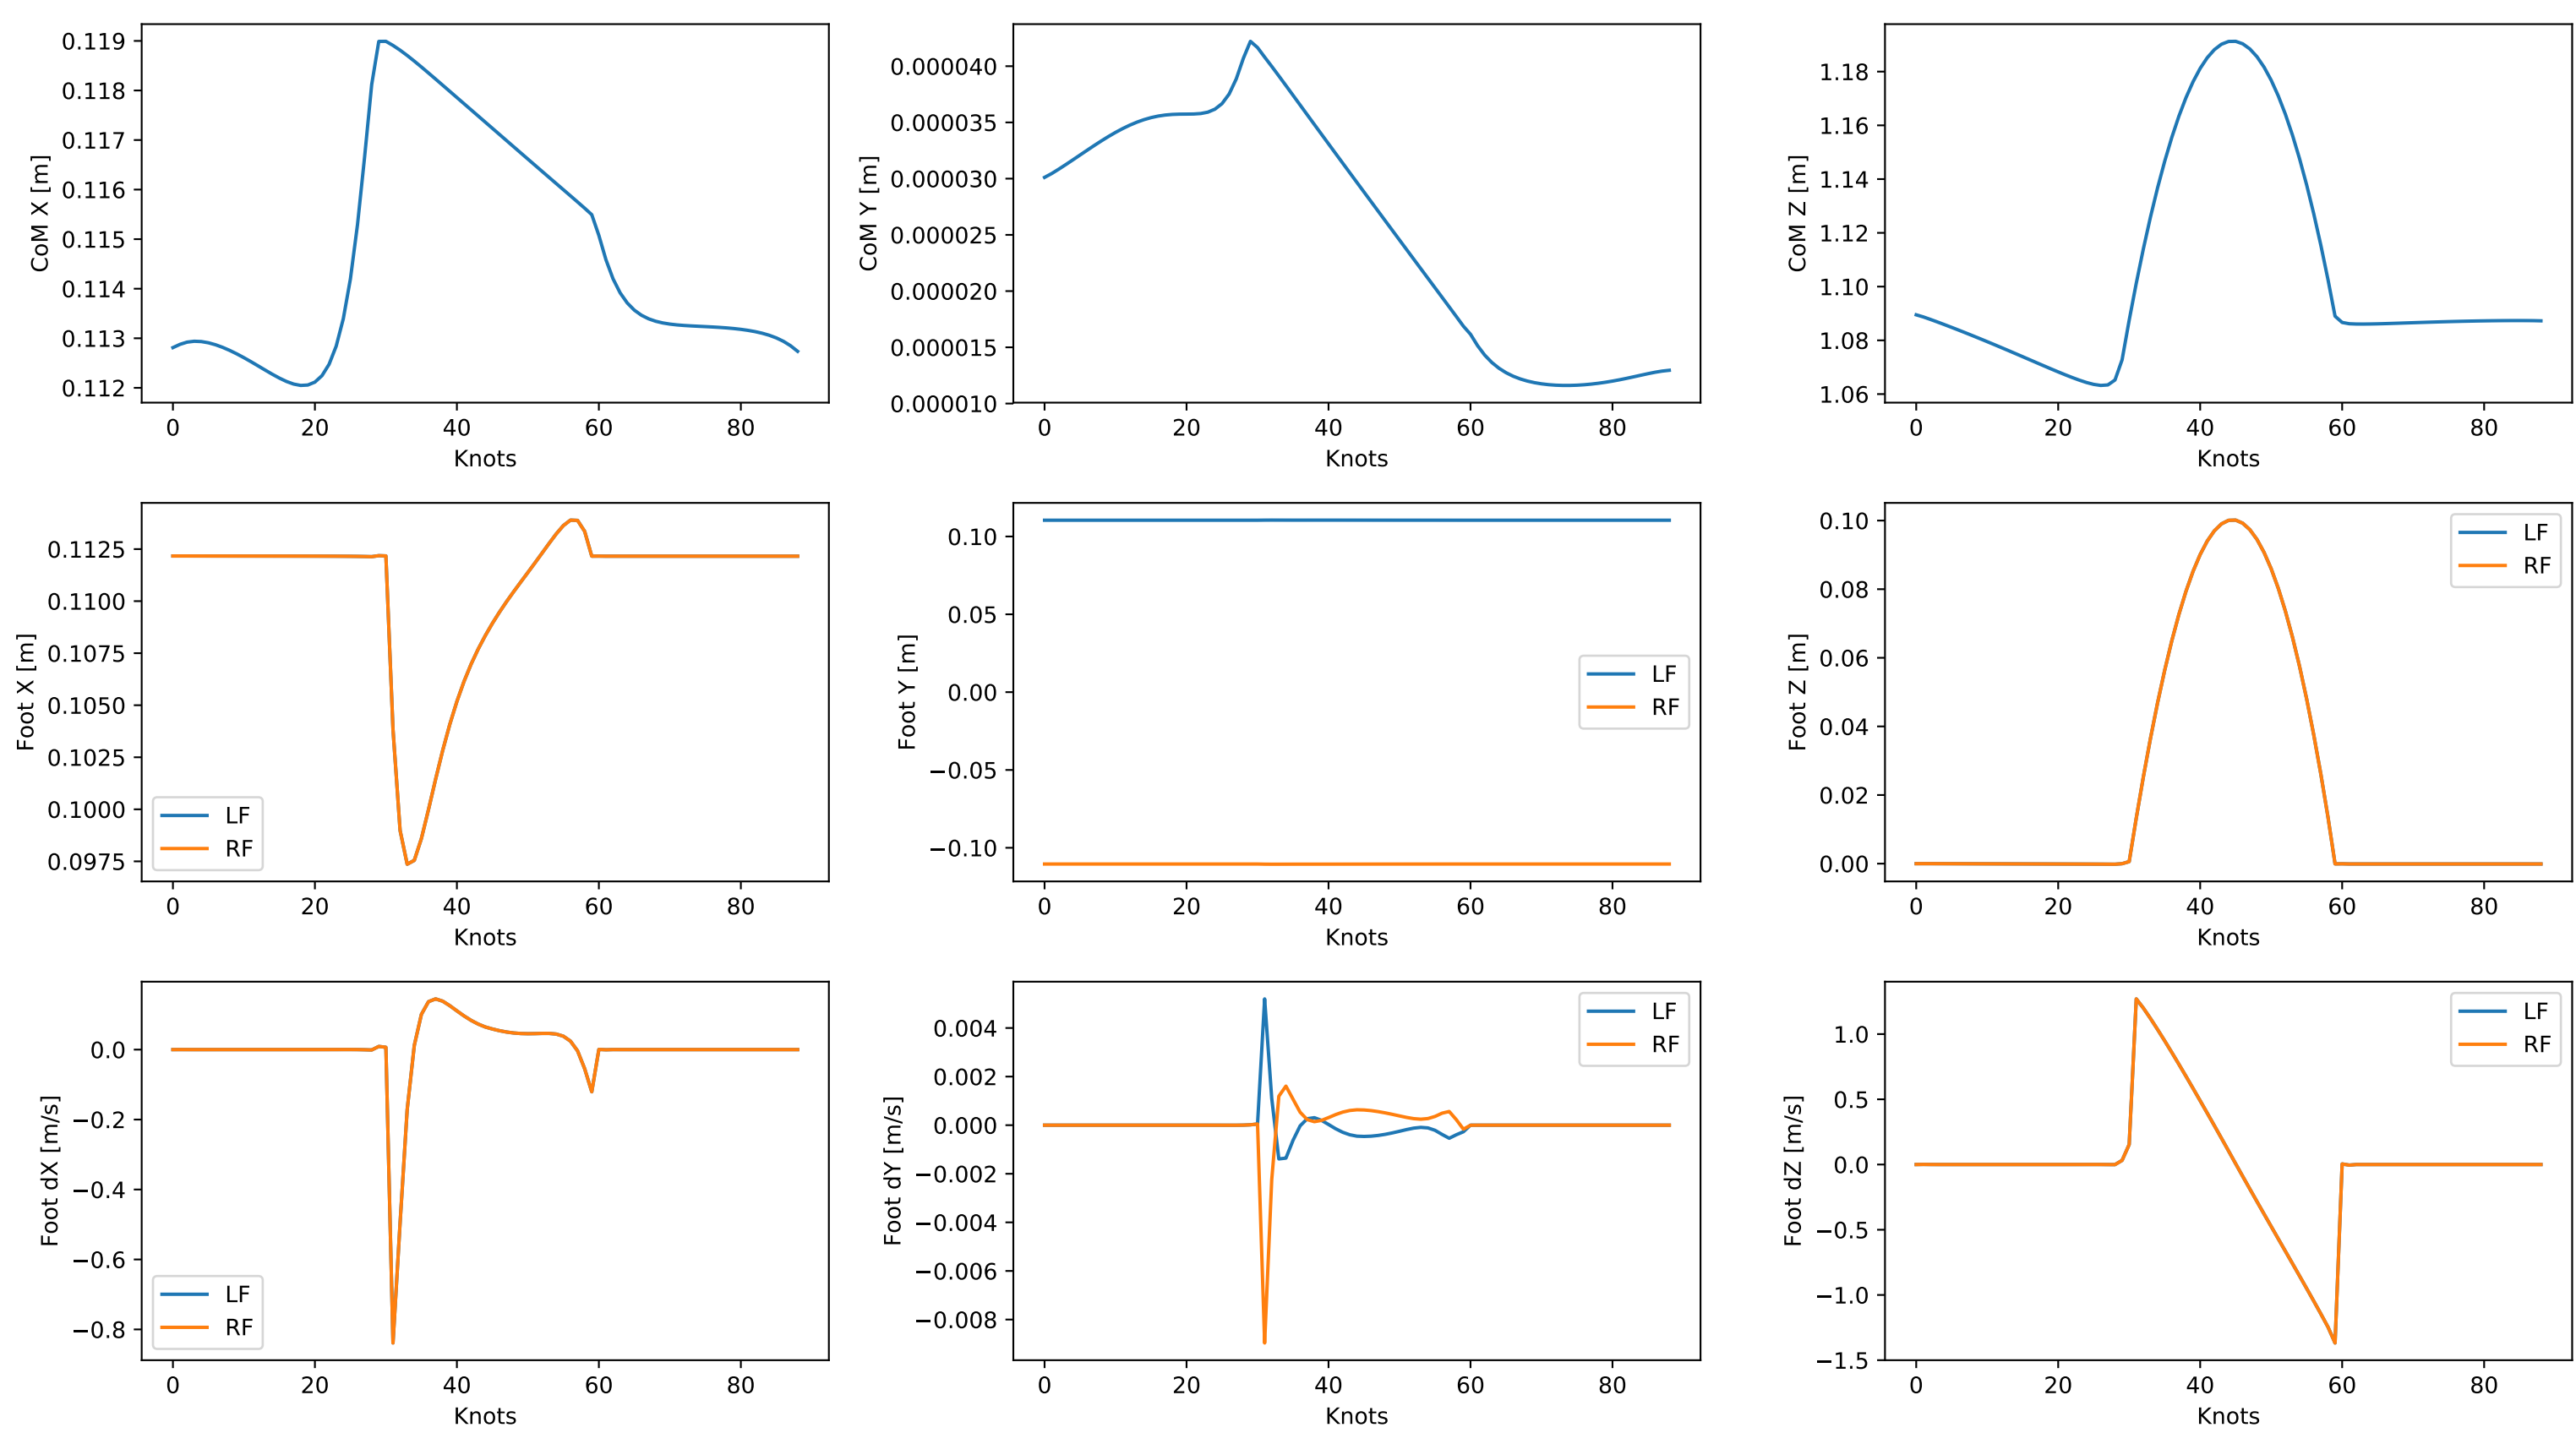 CoM X [m]
0.119
0.118
0.117
0.116
0.115
0.114
0.113
0.112
0 20 40 60 80
Knots
CoM Y [m]
0.000040
0.000035
0.000030
0.000025
0.000020
0.000015
0.000010
0 20 40 60 80
Knots
CoM Z [m]
1.18
1.16
1.14
1.12
1.10
1.08
1.06
0 20 40 60 80
Knots
Foot X [m]
0.1125
0.1100
0.1075
0.1050
0.1025
0.1000
0.0975
LF
RF
0 20 40 60 80
Knots
Foot Y [m]
0.10
0.05
0.00
−0.05
−0.10
LF
RF
0 20 40 60 80
Knots
Foot Z [m]
0.10
0.08
0.06
0.04
0.02
0.00
LF
RF
0 20 40 60 80
Knots
Foot dX [m/s]
0.0
−0.2
−0.4
−0.6
−0.8
LF
RF
0 20 40 60 80
Knots
Foot dY [m/s]
0.004
0.002
0.000
−0.002
−0.004
−0.006
−0.008
LF
RF
0 20 40 60 80
Knots
Foot dZ [m/s]
1.0
0.5
0.0
−0.5
−1.0
−1.5
LF
RF
0 20 40 60 80
Knots